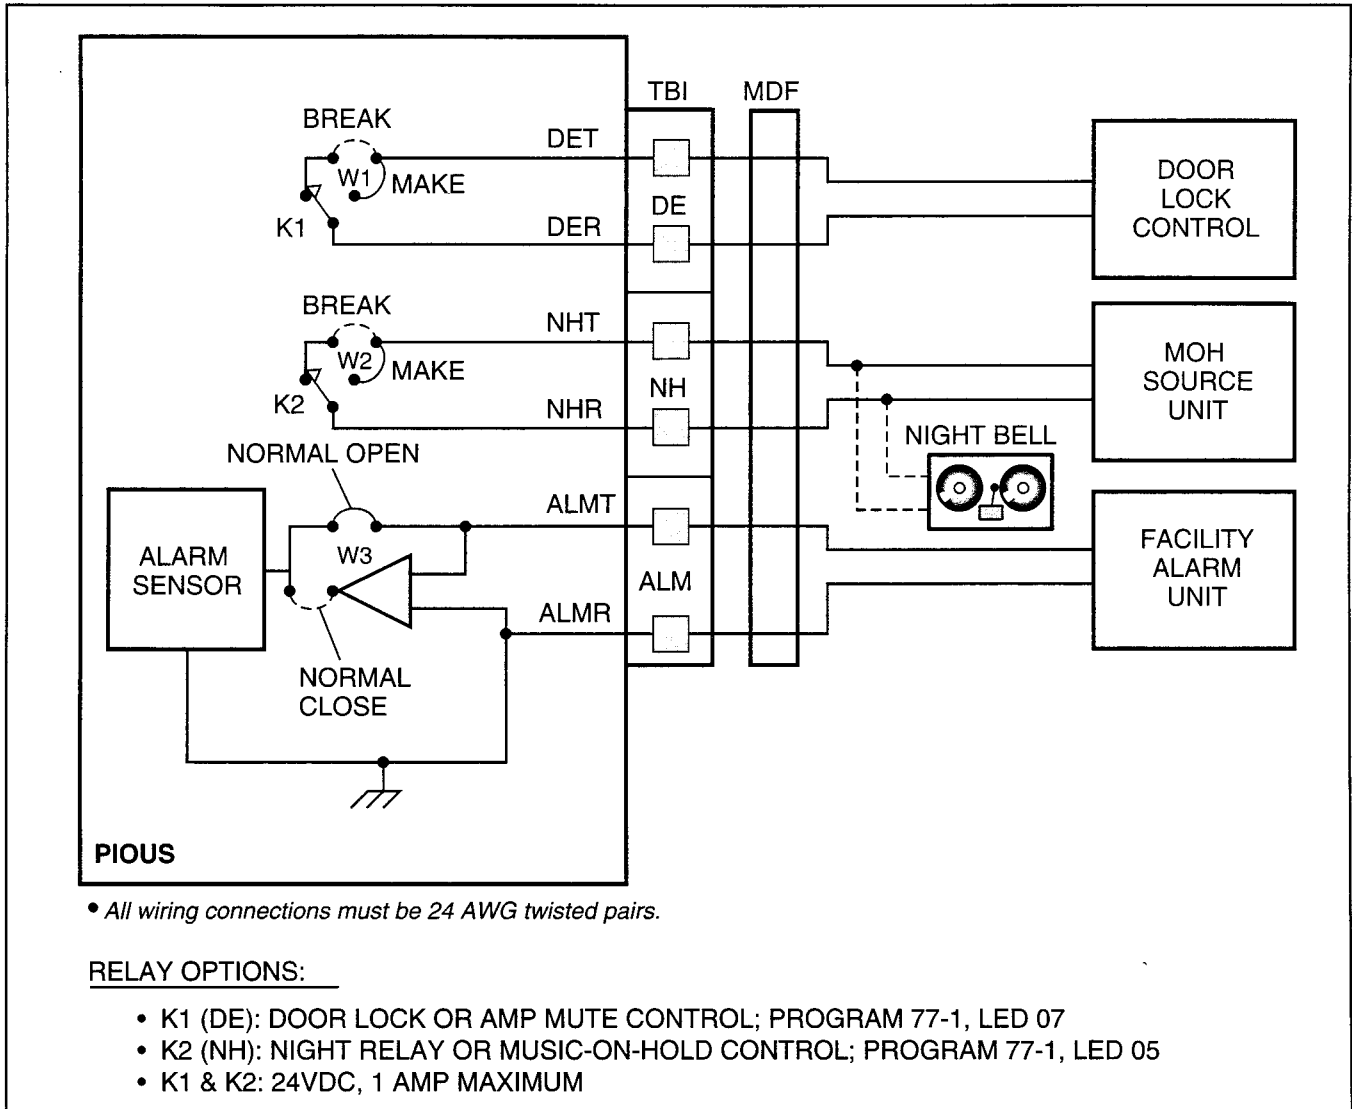 TBI
MDF
BREAK
DET
W1
MAKE
DE
K1
DER
DOOR
LOCK
CONTROL
BREAK
NHT
W2
MAKE
NH
K2
NHR
MOH
SOURCE
UNIT
NIGHT BELL
NORMAL OPEN
ALMT
ALARM
SENSOR
W3
ALM
ALMR
FACILITY
ALARM
UNIT
NORMAL
CLOSE
PIOUS
• All wiring connections must be 24 AWG twisted pairs.
RELAY OPTIONS:
• K1 (DE): DOOR LOCK OR AMP MUTE CONTROL; PROGRAM 77-1, LED 07
• K2 (NH): NIGHT RELAY OR MUSIC-ON-HOLD CONTROL; PROGRAM 77-1, LED 05
• K1 & K2: 24VDC, 1 AMP MAXIMUM